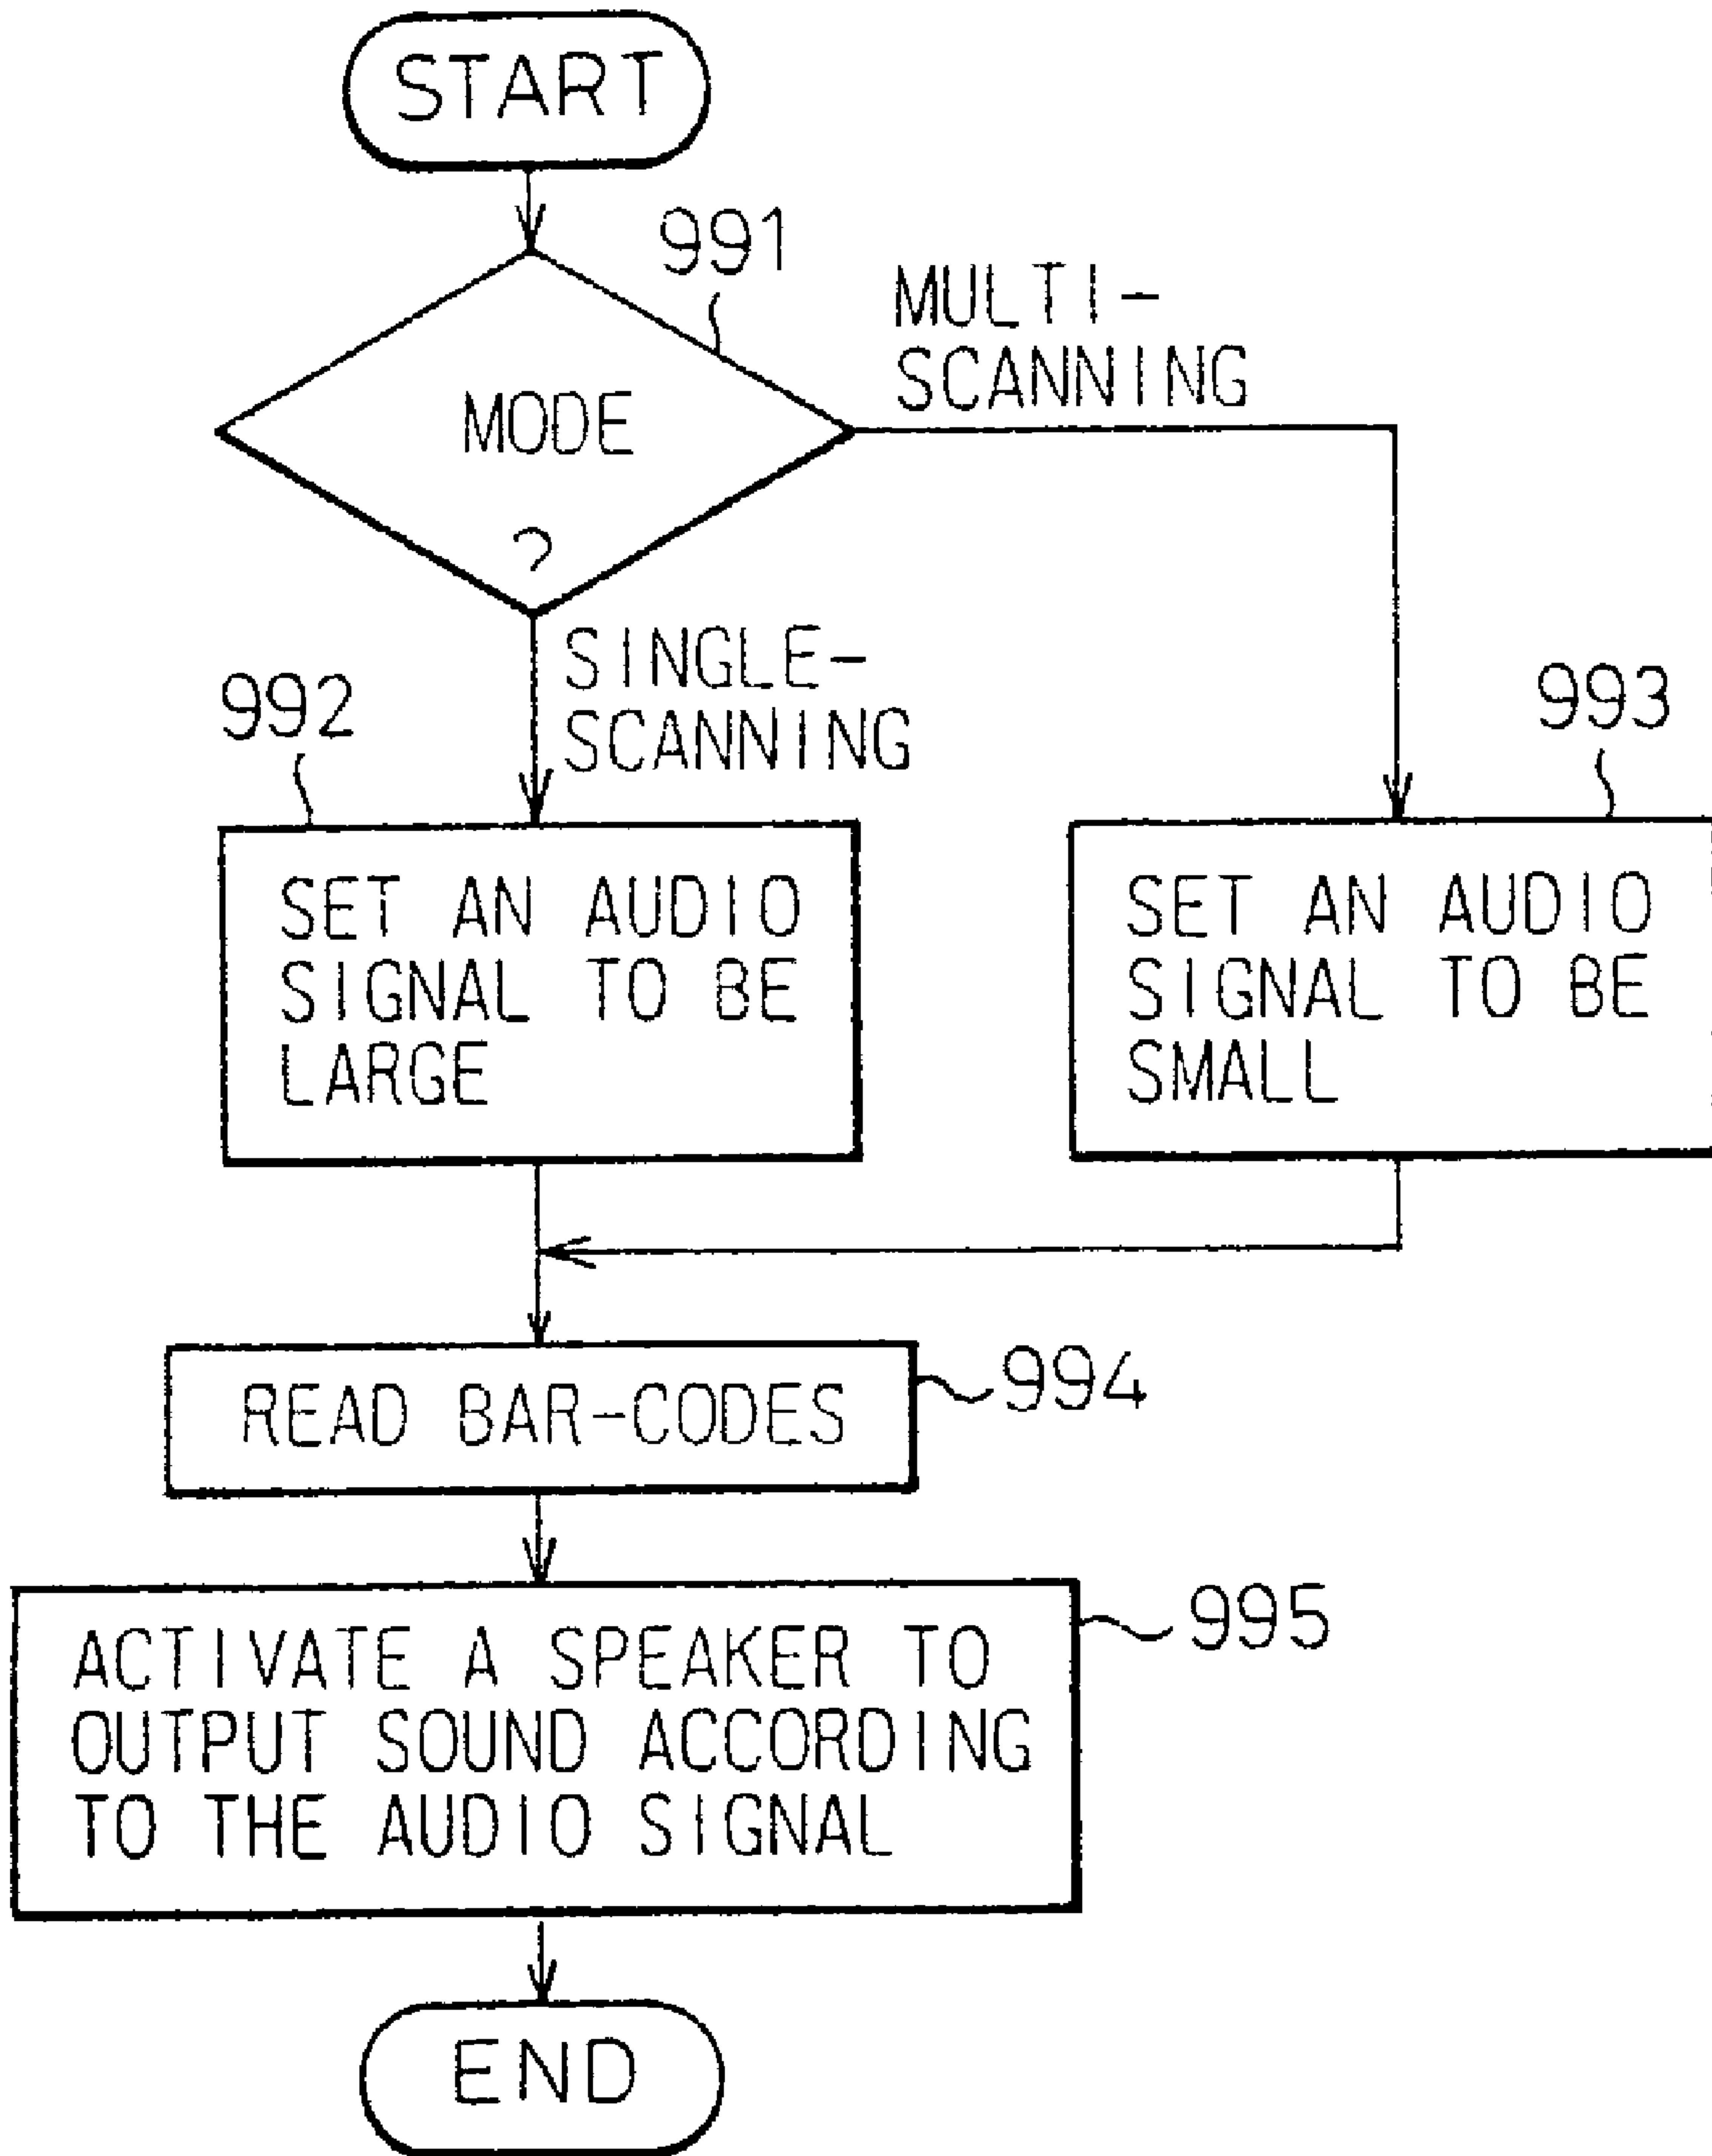 START
991
MULTI-
SCANNING
MODE
?
SINGLE-
SCANNING
992
993
SET AN AUDIO
SIGNAL TO BE
LARGE
SET AN AUDIO
SIGNAL TO BE
SMALL
READ BAR-CODES
994
ACTIVATE A SPEAKER TO
OUTPUT SOUND ACCORDING
TO THE AUDIO SIGNAL
995
END